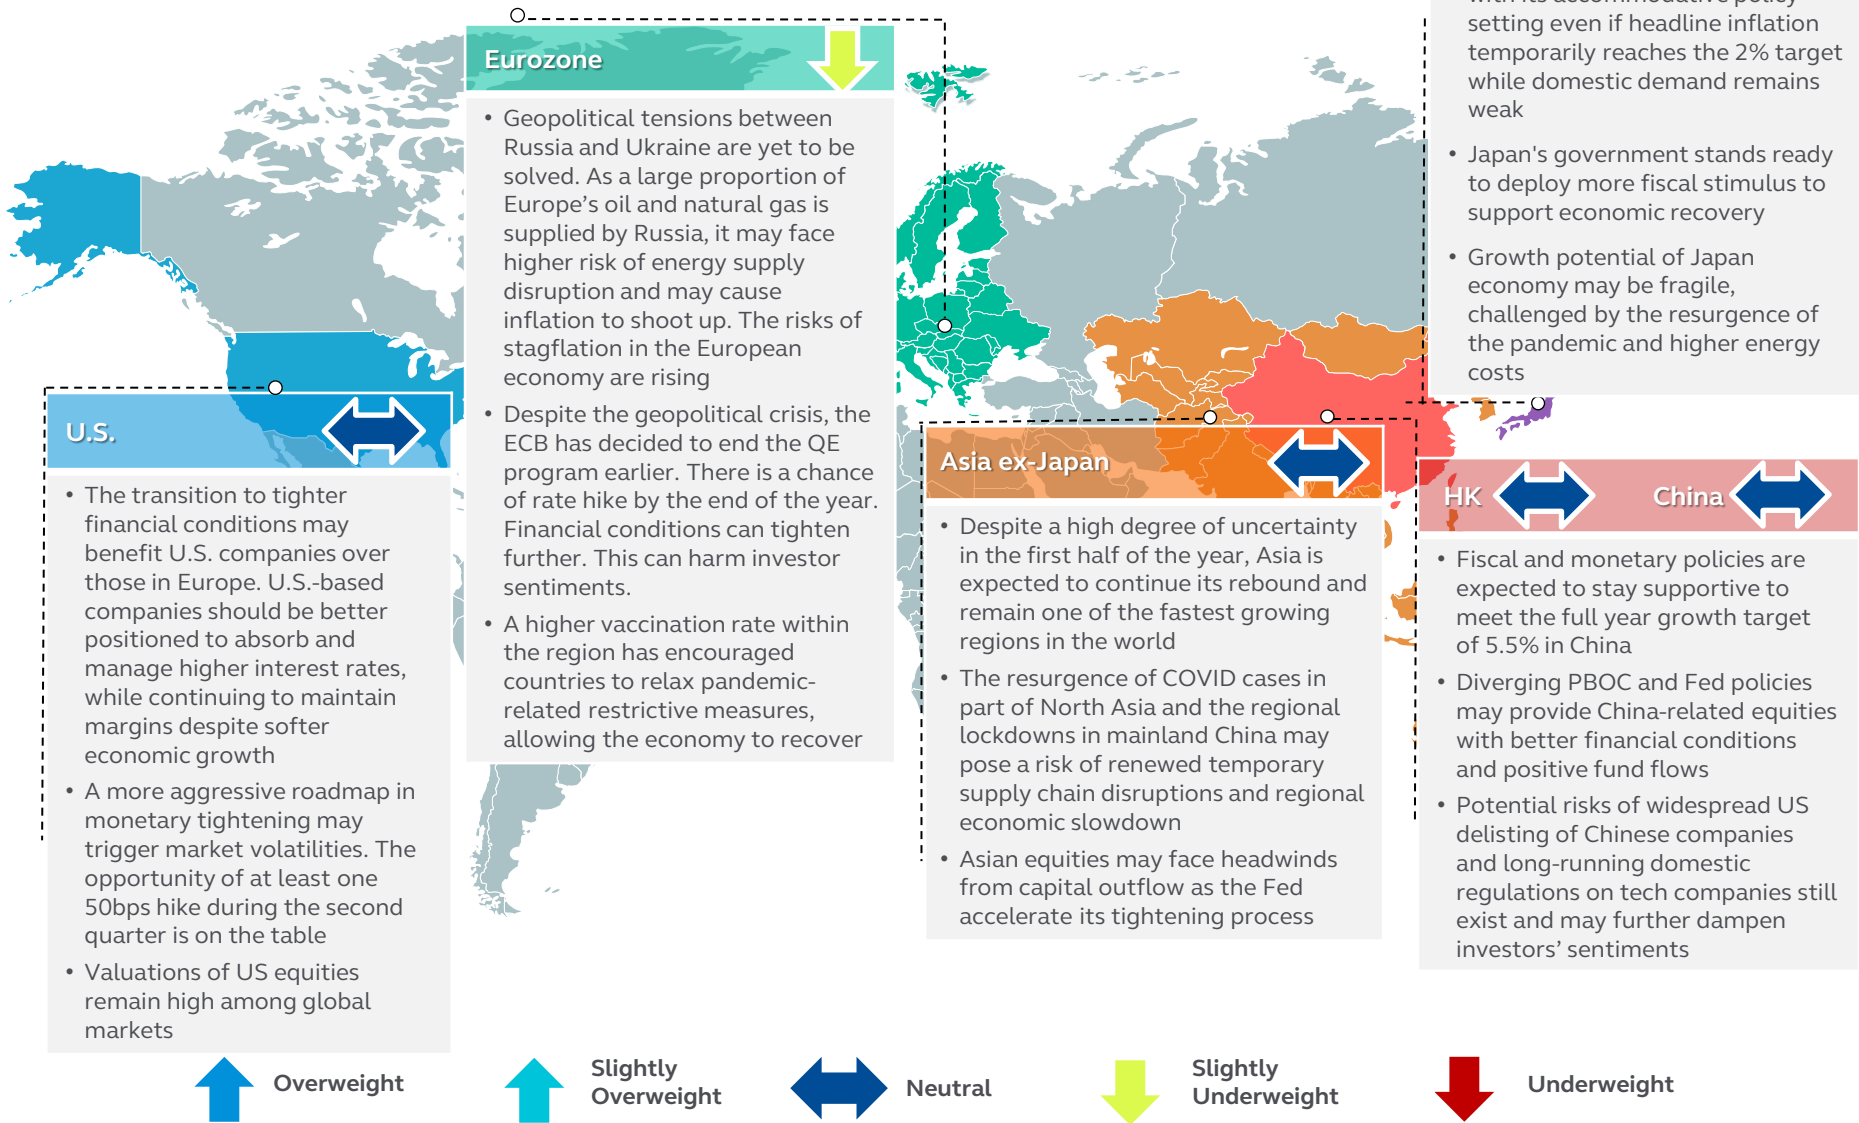 Eurozone
• Geopolitical tensions between
Russia and Ukraine are yet to be
solved. As a large proportion of
Europe’s oil and natural gas is
supplied by Russia, it may face
higher risk of energy supply
disruption and may cause
inflation to shoot up. The risks of
stagflation in the European
economy are rising
• Despite the geopolitical crisis, the
ECB has decided to end the QE
program earlier. There is a chance
of rate hike by the end of the year.
Financial conditions can tighten
further. This can harm investor
sentiments.
• A higher vaccination rate within
the region has encouraged
countries to relax pandemic-
related restrictive measures,
allowing the economy to recover
with its accommodative policy
setting even if headline inflation
temporarily reaches the 2% target
while domestic demand remains
weak
• Japan's government stands ready
to deploy more fiscal stimulus to
support economic recovery
• Growth potential of Japan
economy may be fragile,
challenged by the resurgence of
the pandemic and higher energy
costs
U.S.
• The transition to tighter
financial conditions may
benefit U.S. companies over
those in Europe. U.S.-based
companies should be better
positioned to absorb and
manage higher interest rates,
while continuing to maintain
margins despite softer
economic growth
• A more aggressive roadmap in
monetary tightening may
trigger market volatilities. The
opportunity of at least one
50bps hike during the second
quarter is on the table
• Valuations of US equities
remain high among global
markets
Asia ex-Japan
• Despite a high degree of uncertainty
in the first half of the year, Asia is
expected to continue its rebound and
remain one of the fastest growing
regions in the world
• The resurgence of COVID cases in
part of North Asia and the regional
lockdowns in mainland China may
pose a risk of renewed temporary
supply chain disruptions and regional
economic slowdown
• Asian equities may face headwinds
from capital outflow as the Fed
accelerate its tightening process
HK China
• Fiscal and monetary policies are
expected to stay supportive to
meet the full year growth target
of 5.5% in China
• Diverging PBOC and Fed policies
may provide China-related equities
with better financial conditions
and positive fund flows
• Potential risks of widespread US
delisting of Chinese companies
and long-running domestic
regulations on tech companies still
exist and may further dampen
investors’ sentiments
Overweight
Slightly
Overweight
Neutral
Slightly
Underweight
Underweight